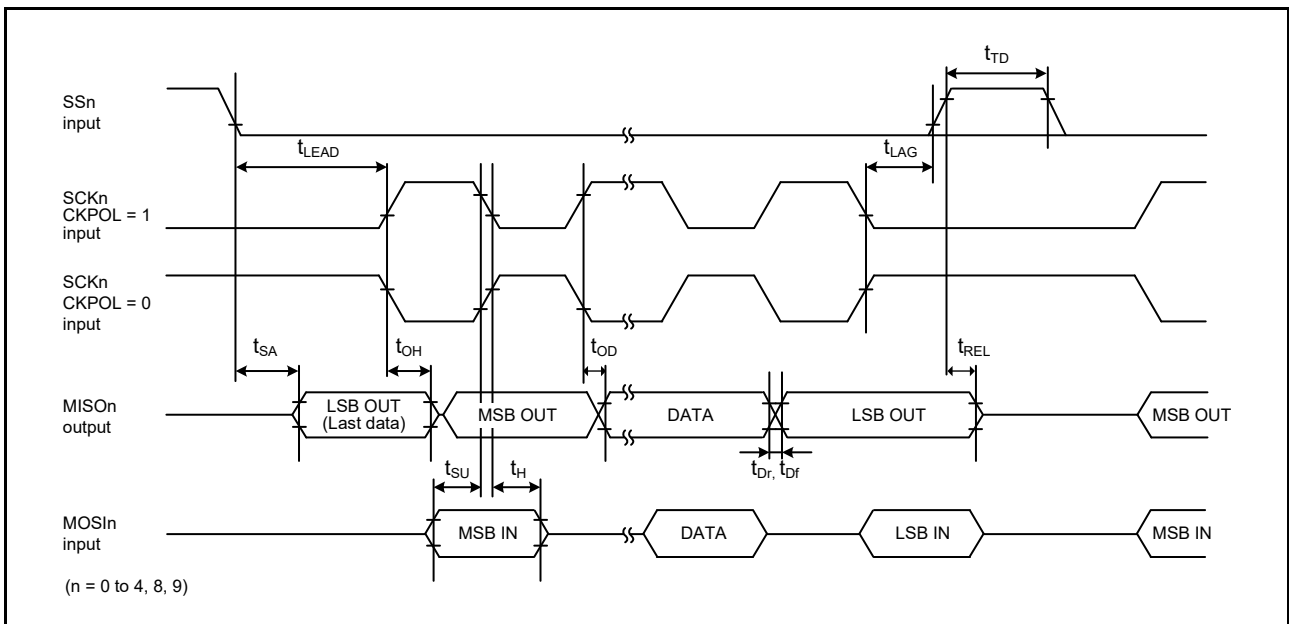 tTD
SSn
input
tLEAD
tLAG
SCKn
CKPOL = 1
input
SCKn
CKPOL = 0
input
tSA
tOH
tOD
tREL
MISOn
output
LSB OUT
(Last data)
MSB OUT
DATA
LSB OUT
MSB OUT
tSU
tH
tDr, tDf
MOSIn
input
MSB IN
DATA
LSB IN
MSB IN
(n = 0 to 4, 8, 9)